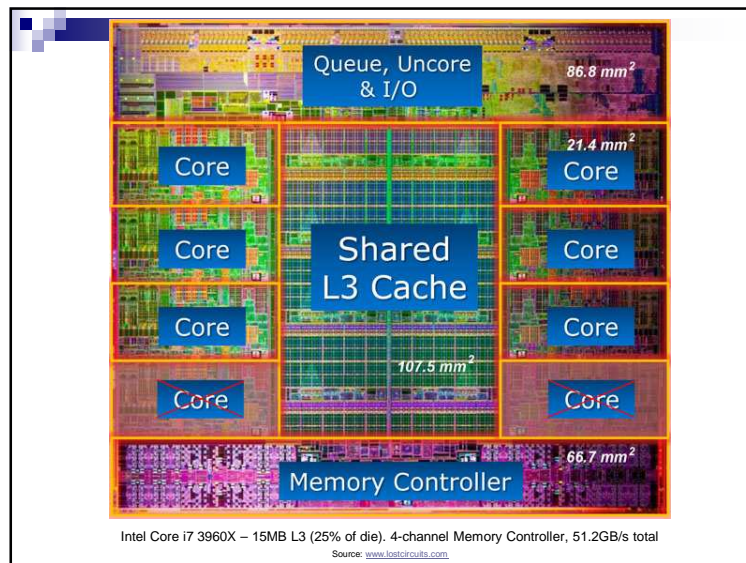 Queue, Uncore
& I/O
86.8 mm²
21.4 mm²
Core
Core
Core
Core
Shared
L3 Cache
Core
Core
107.5 mm²
Core
Core
66.7 mm²
Memory Controller
Intel Core i7 3960X – 15MB L3 (25% of die). 4-channel Memory Controller, 51.2GB/s total
Source: www.lostcircuits.com